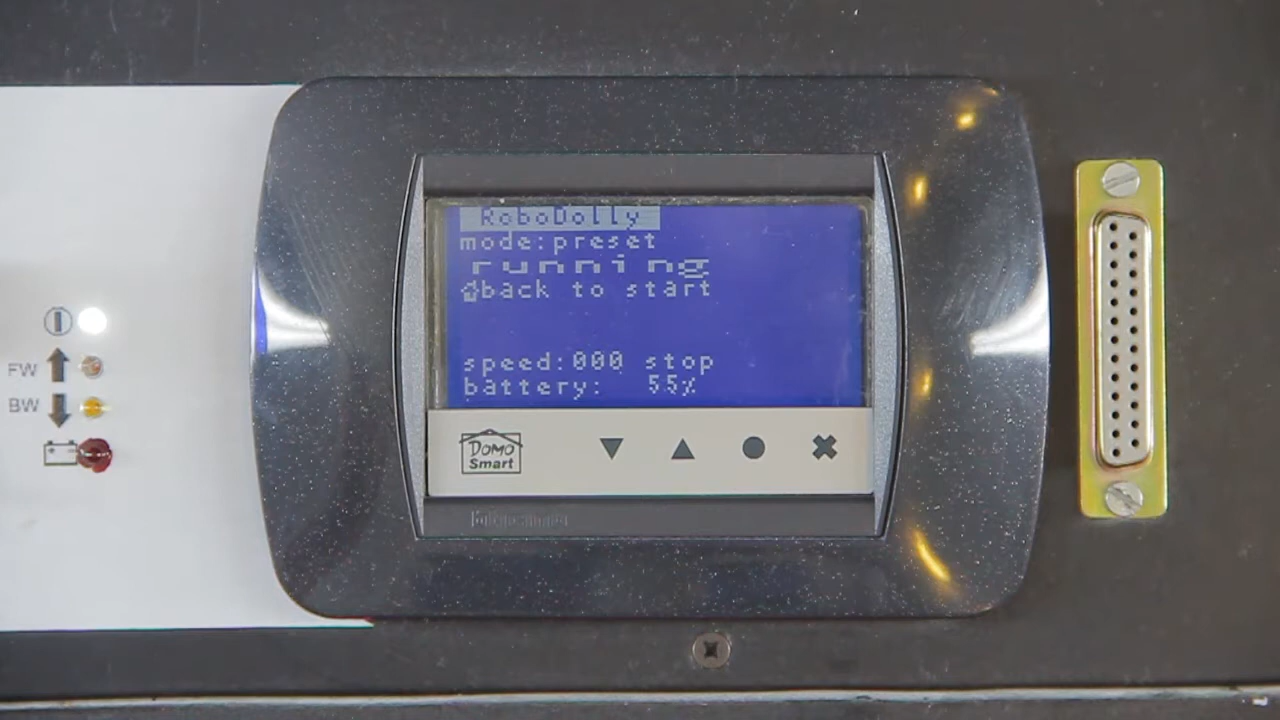 RoboDolly
mode:preset
running
back to start
speed:000 stop
battery: 55%
FW
BW
DOMO
Smart